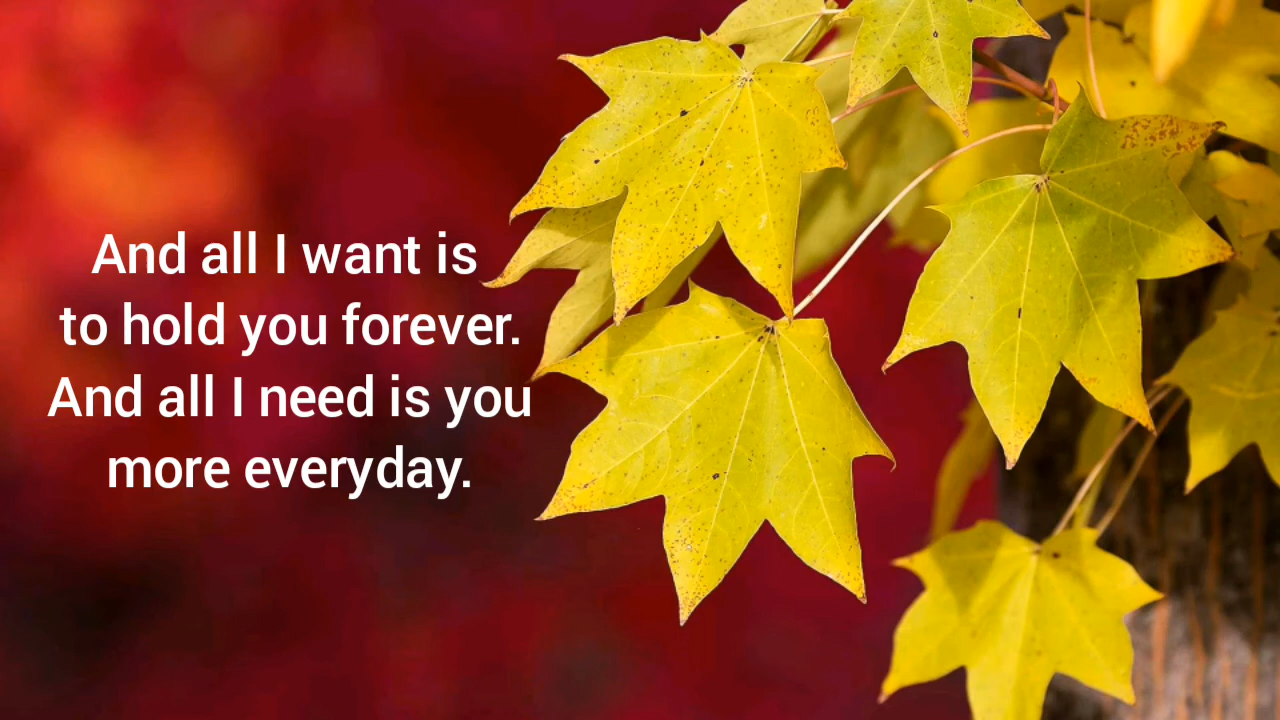 And all I want is
to hold you forever.
And all I need is you
more everyday.